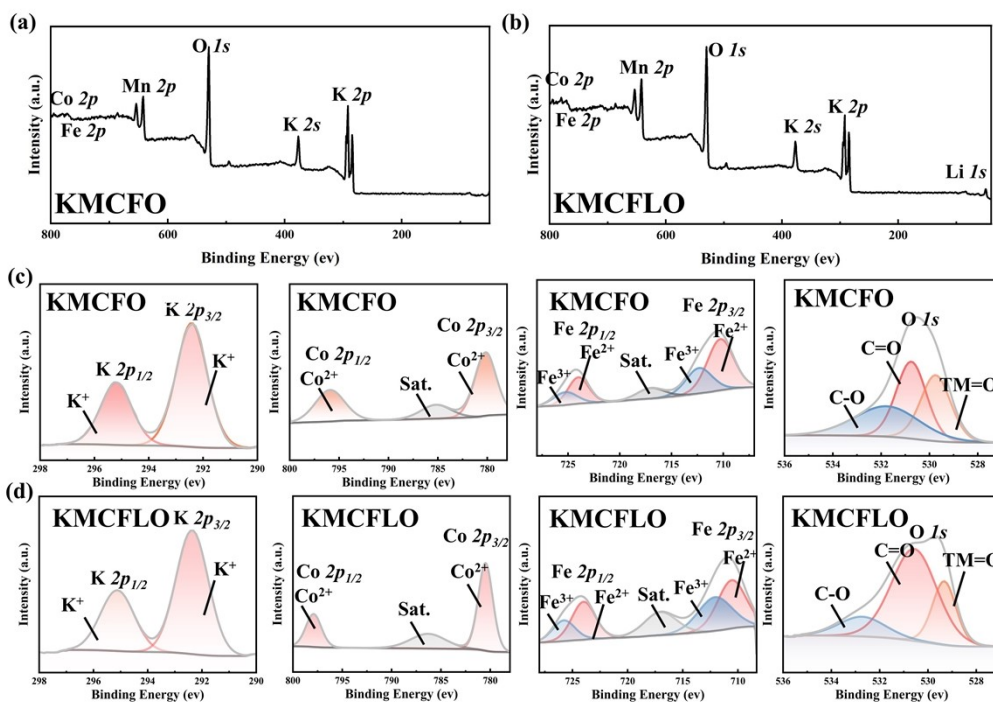 (a)
O 1s
Mn 2p
Co 2p
Fe 2p
K 2p
K 2s
KMCFO
Intensity (a.u.)
800 600 400 200
Binding Energy (ev)
(b)
O 1s
Mn 2p
Co 2p
Fe 2p
K 2p
K 2s
Li 1s
KMCFLO
Intensity (a.u.)
800 600 400 200
Binding Energy (ev)
(c)
KMCFO
K 2p3/2
K 2p1/2
K+
K+
Intensity (a.u.)
298 296 294 292 290
Binding Energy (ev)
KMCFO
Co 2p3/2
Co 2p1/2
Co2+
Co2+
Sat.
Intensity (a.u.)
800 795 790 785 780
Binding Energy (ev)
KMCFO
Fe 2p3/2
Fe 2p1/2
Fe2+
Fe3+
Fe2+
Fe3+
Sat.
Intensity (a.u.)
725 720 715 710
Binding Energy (ev)
KMCFO
O 1s
C=O
C-O
TM=O
Intensity (a.u.)
536 534 532 530 528
Binding Energy (ev)
(d)
KMCFLO
K 2p3/2
K 2p1/2
K+
K+
Intensity (a.u.)
298 296 294 292 290
Binding Energy (ev)
KMCFLO
Co 2p3/2
Co 2p1/2
Co2+
Co2+
Sat.
Intensity (a.u.)
800 795 790 785 780
Binding Energy (ev)
KMCFLO
Fe 2p3/2
Fe 2p1/2
Fe2+
Fe3+
Sat.
Fe3+
Fe2+
Intensity (a.u.)
725 720 715 710
Binding Energy (ev)
KMCFLO
O 1s
C=O
TM=O
C-O
Intensity (a.u.)
536 534 532 530 528
Binding Energy (ev)